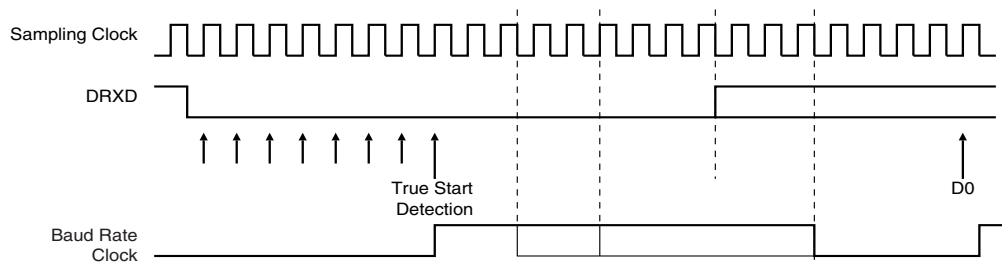 Sampling Clock
DRXD
True Start
Detection
D0
Baud Rate
Clock